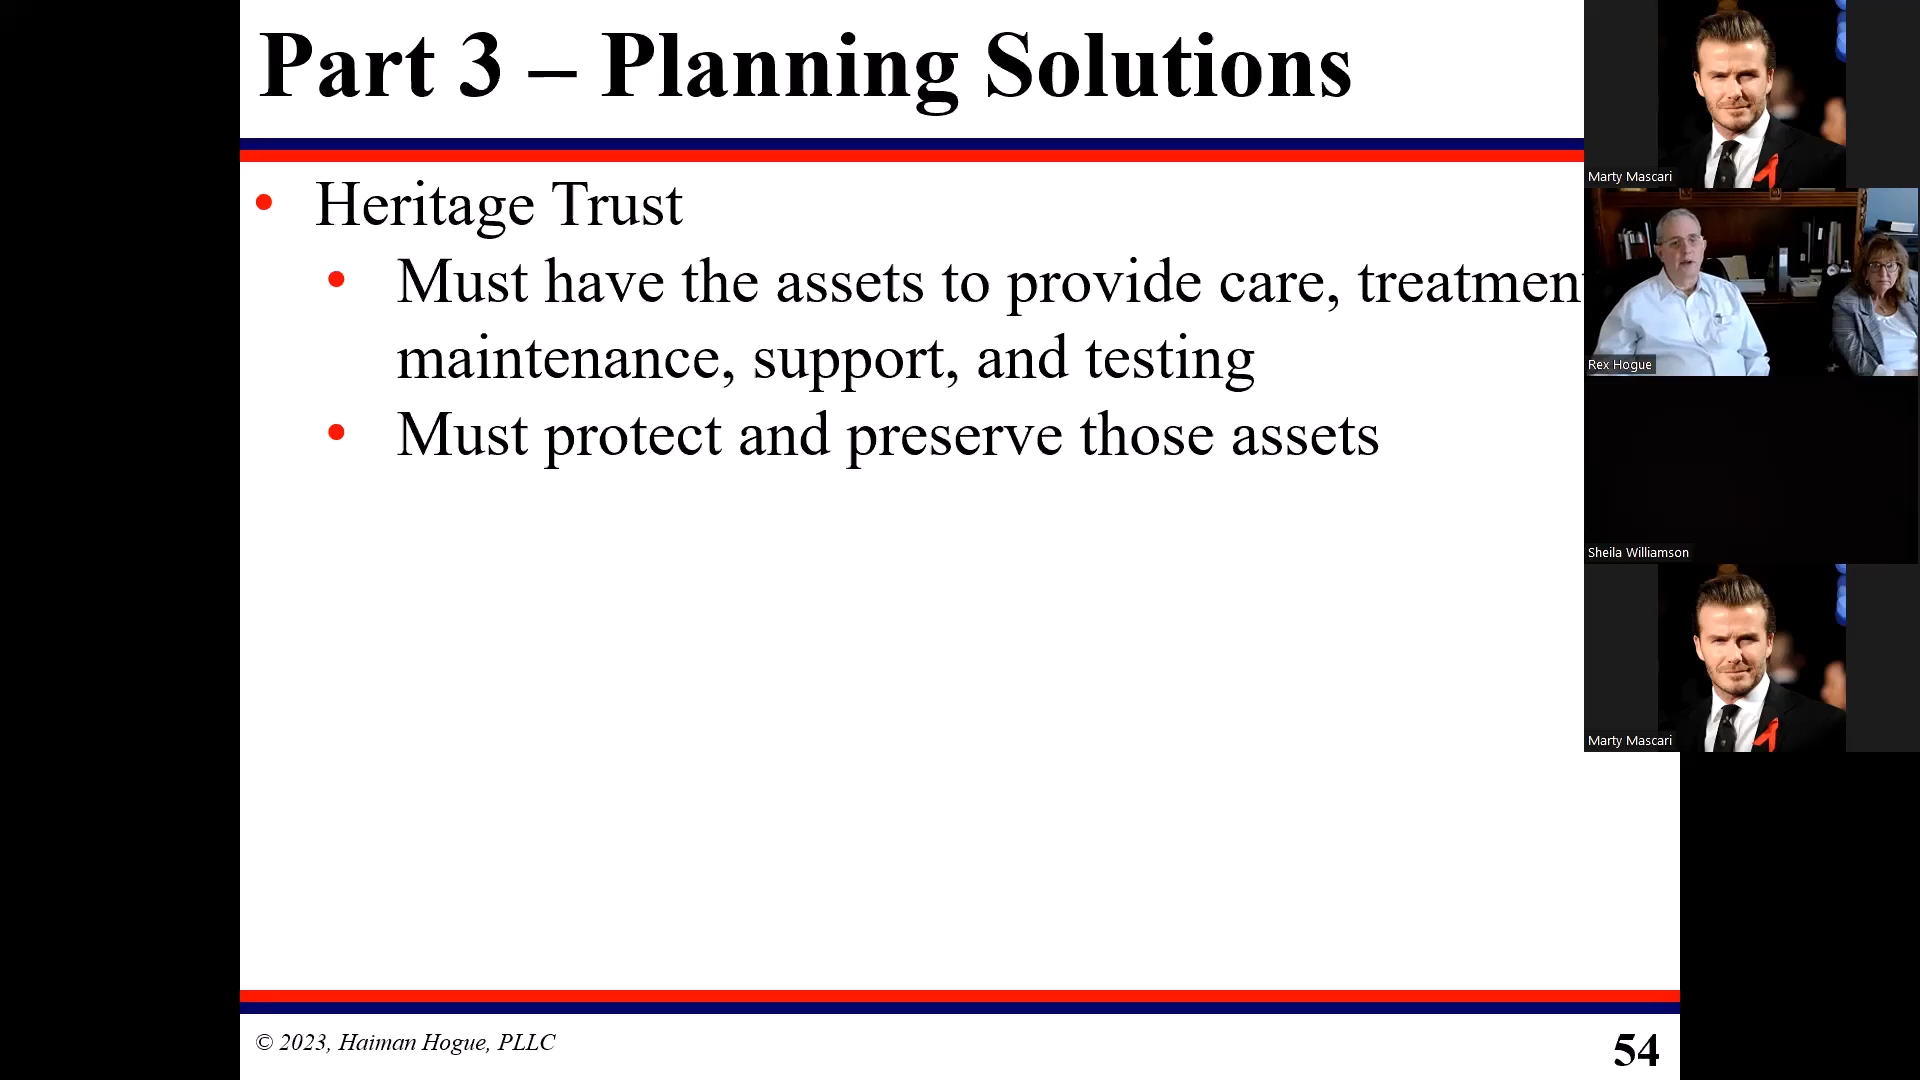 Part 3 – Planning Solutions
• Heritage Trust
• Must have the assets to provide care, treatmen
maintenance, support, and testing
• Must protect and preserve those assets
© 2023, Haiman Hogue, PLLC
54
Marty Mascari
Rex Hogue
Sheila Williamson
Marty Mascari